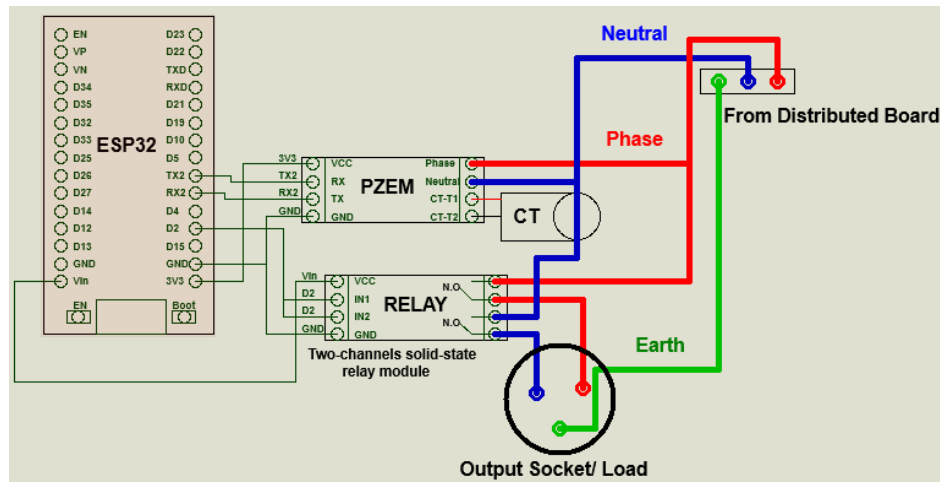 EN
VP
VN
D34
D35
D32
D33
D25
D26
D27
D14
D12
D13
GND
Vin
ESP32
D23
D22
TXD
RXD
D21
D19
D10
D5
TX2
RX2
D4
D2
D15
GND
3V3
EN
Boot
3V3
TX2
RX2
GND
VCC
RX
TX
GND
PZEM
Phase
Neutral
CT-T1
CT-T2
CT
Vin
D2
D2
GND
VCC
IN1
IN2
GND
RELAY
N.O
N.O
Two-channels solid-state
relay module
Neutral
Phase
From Distributed Board
Earth
Output Socket/ Load